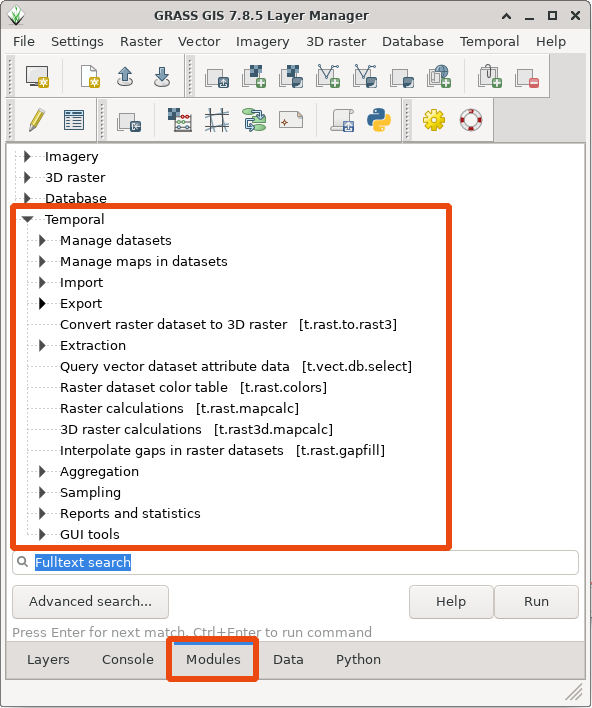 GRASS GIS 7.8.5 Layer Manager
File Settings Raster Vector Imagery 3D raster Database Temporal Help
Imagery
3D raster
Database
Temporal
Manage datasets
Manage maps in datasets
Import
Export
Convert raster dataset to 3D raster [t.rast.to.rast3]
Extraction
Query vector dataset attribute data [t.vect.db.select]
Raster dataset color table [t.rast.colors]
Raster calculations [t.rast.mapcalc]
3D raster calculations [t.rast3d.mapcalc]
Interpolate gaps in raster datasets [t.rast.gapfill]
Aggregation
Sampling
Reports and statistics
GUI tools
Fulltext search
Advanced search... Help Run
Press Enter for next match, Ctrl+Enter to run command
Layers Console Modules Data Python